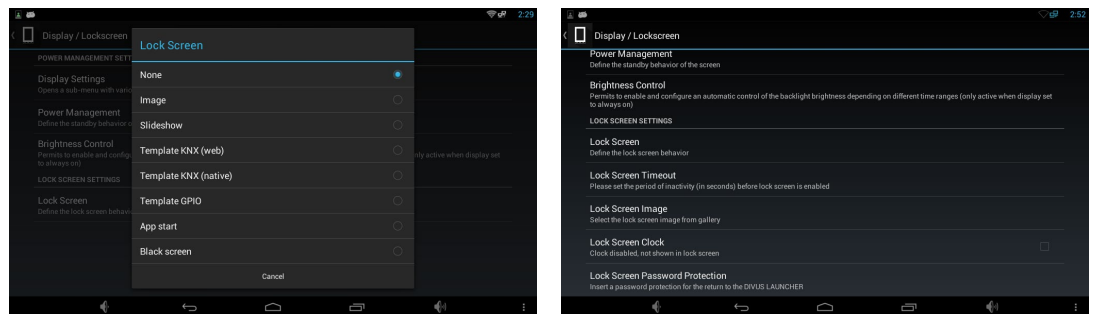 2:29
Display / Lockscreen
POWER MANAGEMENT SETT
Display Settings
Opens a sub-menu with vario
Power Management
Define the standby behavior o
Brightness Control
Permits to enable and configu
nly active when display set
to always on)
LOCK SCREEN SETTINGS
Lock Screen
Define the lock screen behavi
Lock Screen
None
Image
Slideshow
Template KNX (web)
Template KNX (native)
Template GPIO
App start
Black screen
Cancel
2:52
Display / Lockscreen
Power Management
Define the standby behavior of the screen
Brightness Control
Permits to enable and configure an automatic control of the backlight brightness depending on different time ranges (only active when display set
to always on)
LOCK SCREEN SETTINGS
Lock Screen
Define the lock screen behavior
Lock Screen Timeout
Please set the period of inactivity (in seconds) before lock screen is enabled
Lock Screen Image
Select the lock screen image from gallery
Lock Screen Clock
Clock disabled, not shown in lock screen
Lock Screen Password Protection
Insert a password protection for the return to the DIVUS LAUNCHER